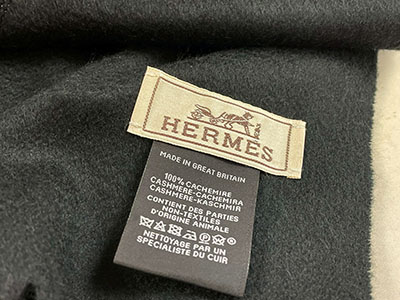 HERMES
MADE IN GREAT BRITAIN
100% CACHEMIRE
CASHMERE-CACHEMIRA
CASHMERE-KASCHMIR
CONTIENT DES PARTIES
NON-TEXTILES
D'ORIGINE ANIMALE
NETTOYAGE PAR UN
SPÉCIALISTE DU CUIR